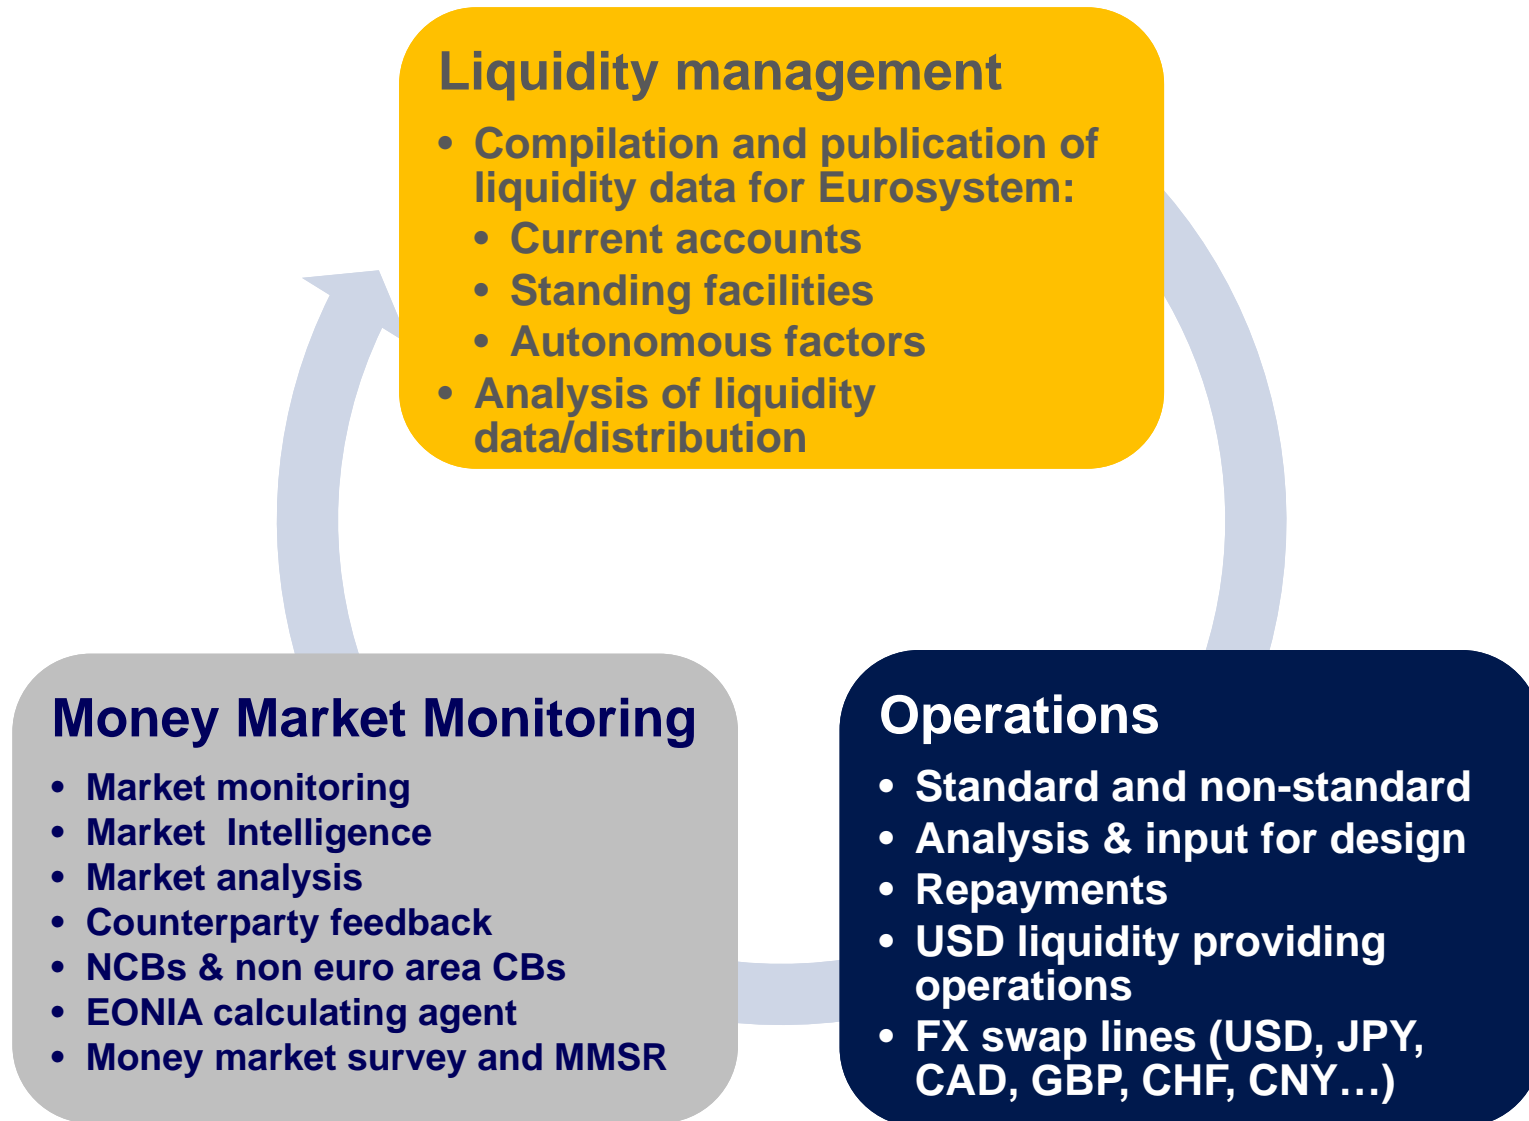 Liquidity management
• Compilation and publication of
liquidity data for Eurosystem:
• Current accounts
• Standing facilities
• Autonomous factors
• Analysis of liquidity
data/distribution
Money Market Monitoring
• Market monitoring
• Market  Intelligence
• Market analysis
• Counterparty feedback
• NCBs & non euro area CBs
• EONIA calculating agent
• Money market survey and MMSR
Operations
• Standard and non-standard
• Analysis & input for design
• Repayments
• USD liquidity providing
operations
• FX swap lines (USD, JPY,
CAD, GBP, CHF, CNY…)